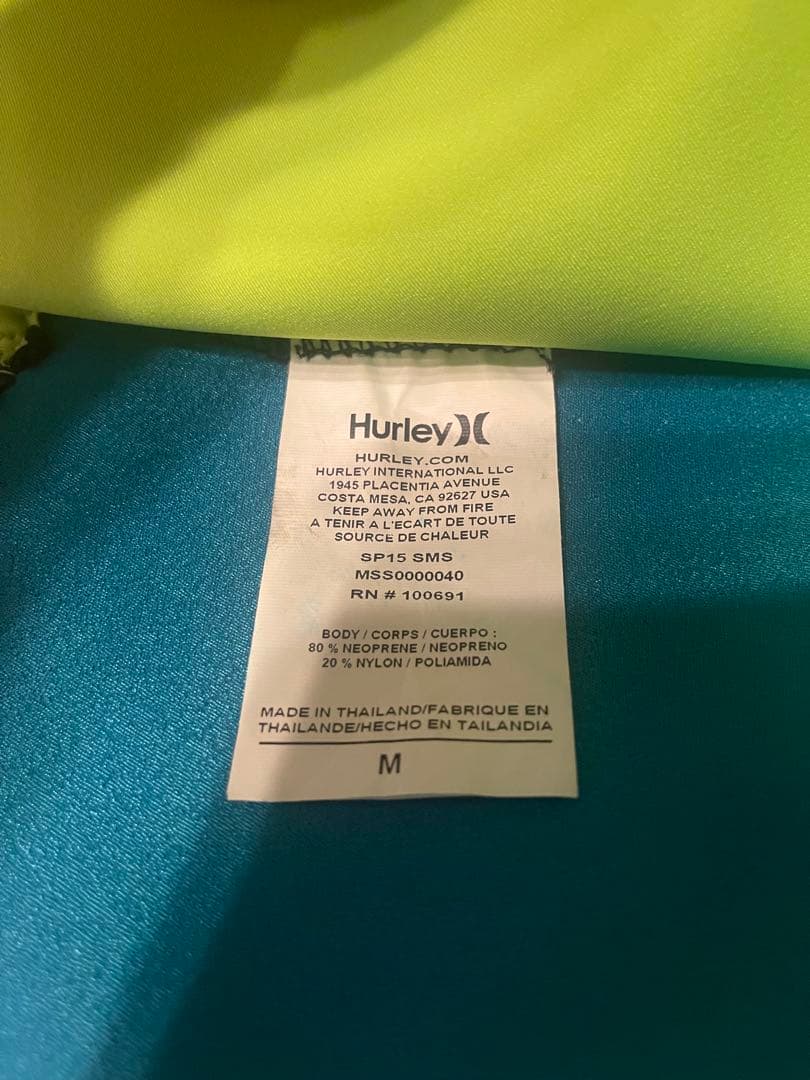 Hurley
HURLEY.COM
HURLEY INTERNATIONAL LLC
1945 PLACENTIA AVENUE
COSTA MESA, CA 92627 USA
KEEP AWAY FROM FIRE
A TENIR A L'ECART DE TOUTE
SOURCE DE CHALEUR
SP15 SMS
MSS0000040
RN # 100691
BODY / CORPS / CUERPO :
80 % NEOPRENE / NEOPRENO
20 % NYLON / POLIAMIDA
MADE IN THAILAND/FABRIQUE EN
THAILANDE/HECHO EN TAILANDIA
M